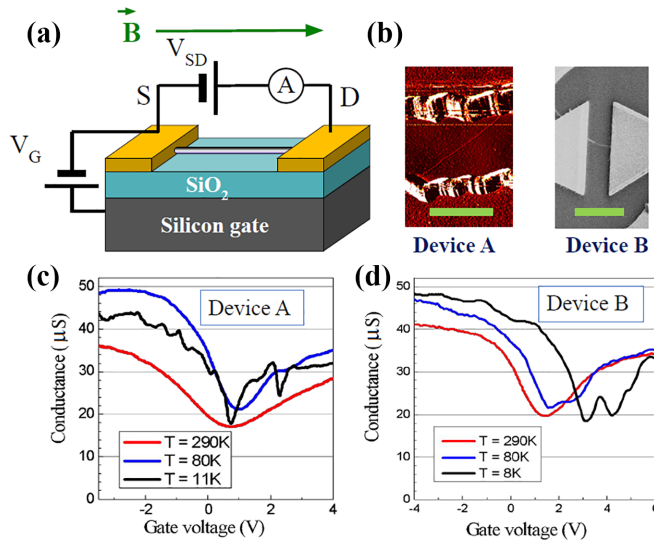 (a)
B
V SD
A
S
D
V G
SiO2
Silicon gate
(b)
Device A
Device B
(c)
Device A
Conductance ( μS)
50
40
30
20
10
0
T = 290K
T = 80K
T = 11K
-2
0
2
4
Gate voltage (V)
(d)
Device B
Conductance ( μS)
50
40
30
20
10
0
T = 290K
T = 80K
T = 8K
-4
-2
0
2
4
6
Gate voltage (V)